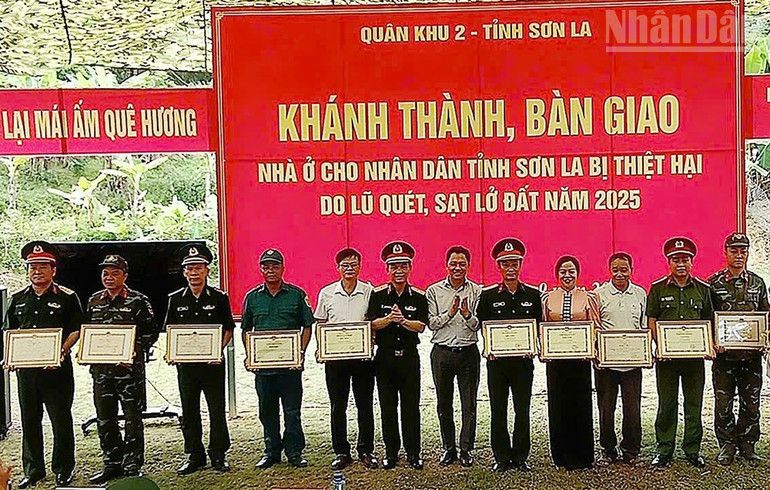 QUÂN KHU 2 - TỈNH SƠN LA
NhânDâ
LẠI MÁI ẤM QUÊ HƯƠNG
KHÁNH THÀNH, BÀN GIAO
NHÀ Ở CHO NHÂN DÂN TỈNH SƠN LA BỊ THIỆT HẠI
DO LŨ QUÉT, SẠT LỞ ĐẤT NĂM 2025